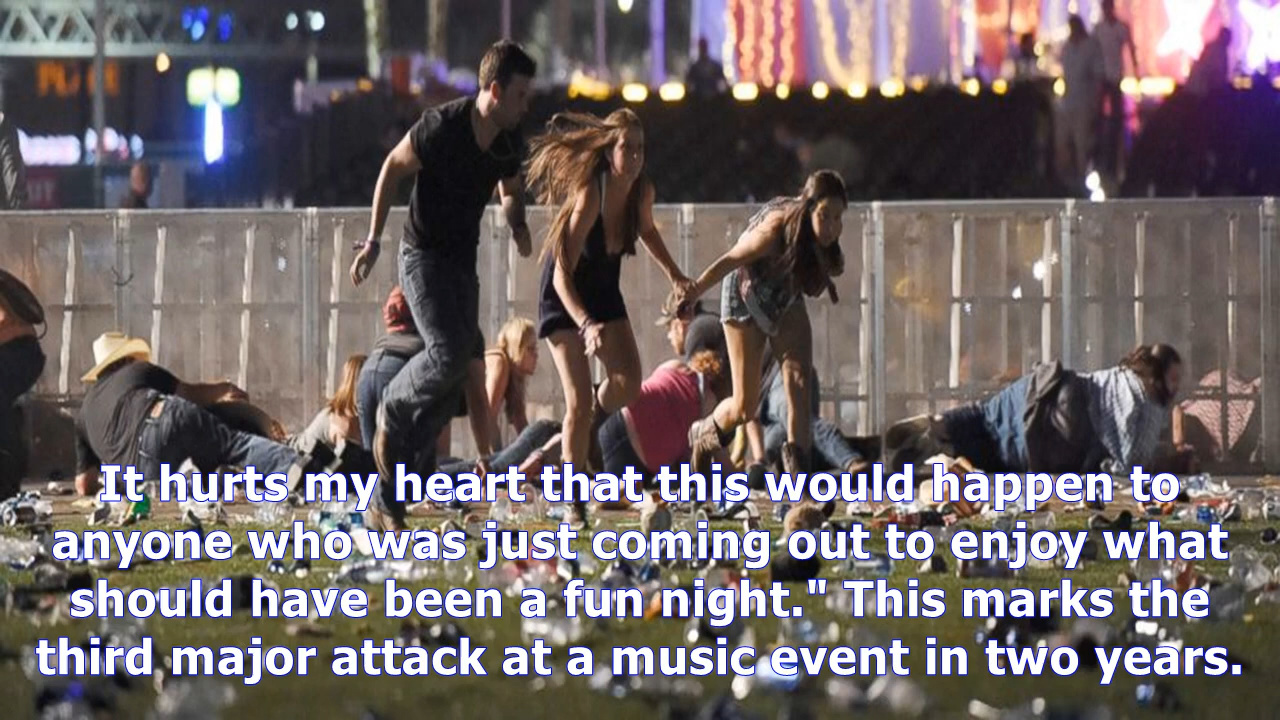 It hurts my heart that this would happen to
anyone who was just coming out to enjoy what
should have been a fun night." This marks the
third major attack at a music event in two years.